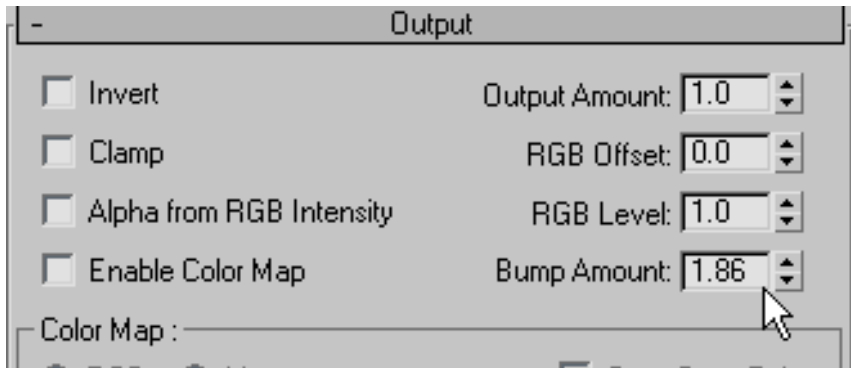 - Output
Invert Output Amount: 1.0
Clamp RGB Offset: 0.0
Alpha from RGB Intensity RGB Level: 1.0
Enable Color Map Bump Amount: 1.86
Color Map :